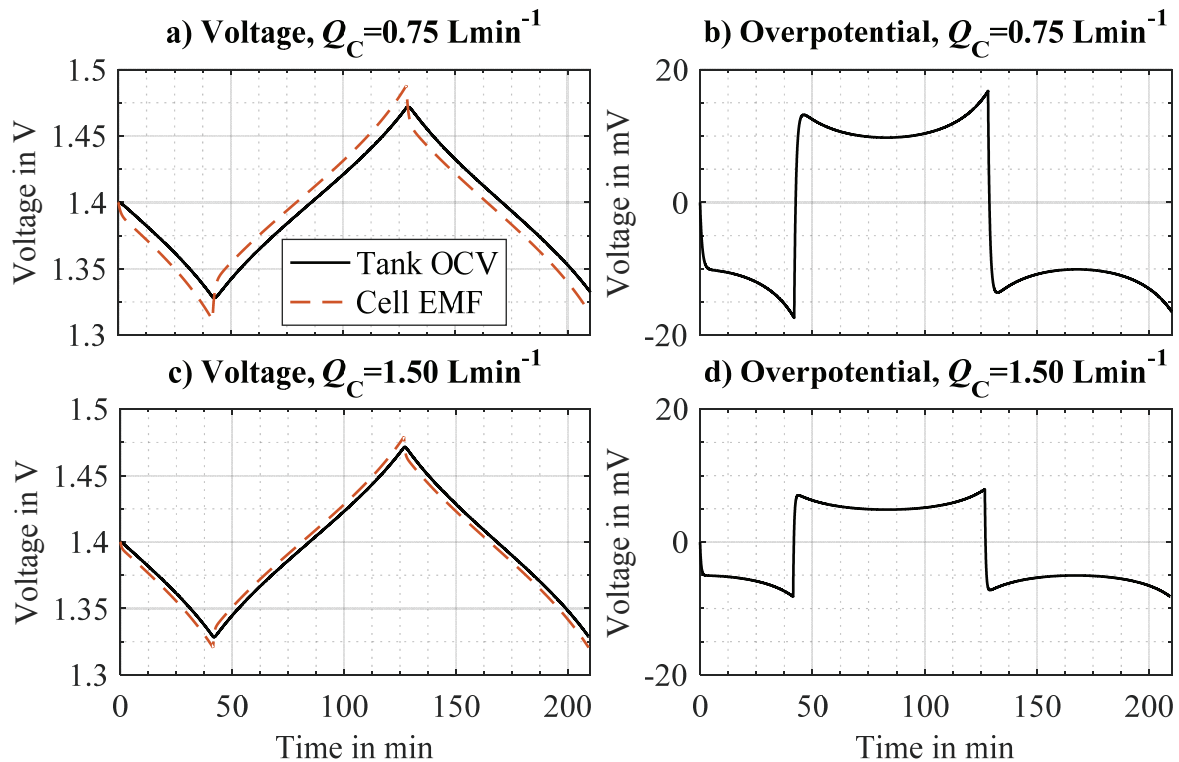 a) Voltage, Q_C=0.75 Lmin⁻¹
b) Overpotential, Q_C=0.75 Lmin⁻¹
1.5
1.45
1.4
1.35
1.3
Voltage in V
Tank OCV
Cell EMF
20
0
-20
Voltage in mV
c) Voltage, Q_C=1.50 Lmin⁻¹
d) Overpotential, Q_C=1.50 Lmin⁻¹
1.5
1.45
1.4
1.35
1.3
Voltage in V
0 50 100 150 200
Time in min
20
0
-20
Voltage in mV
0 50 100 150 200
Time in min